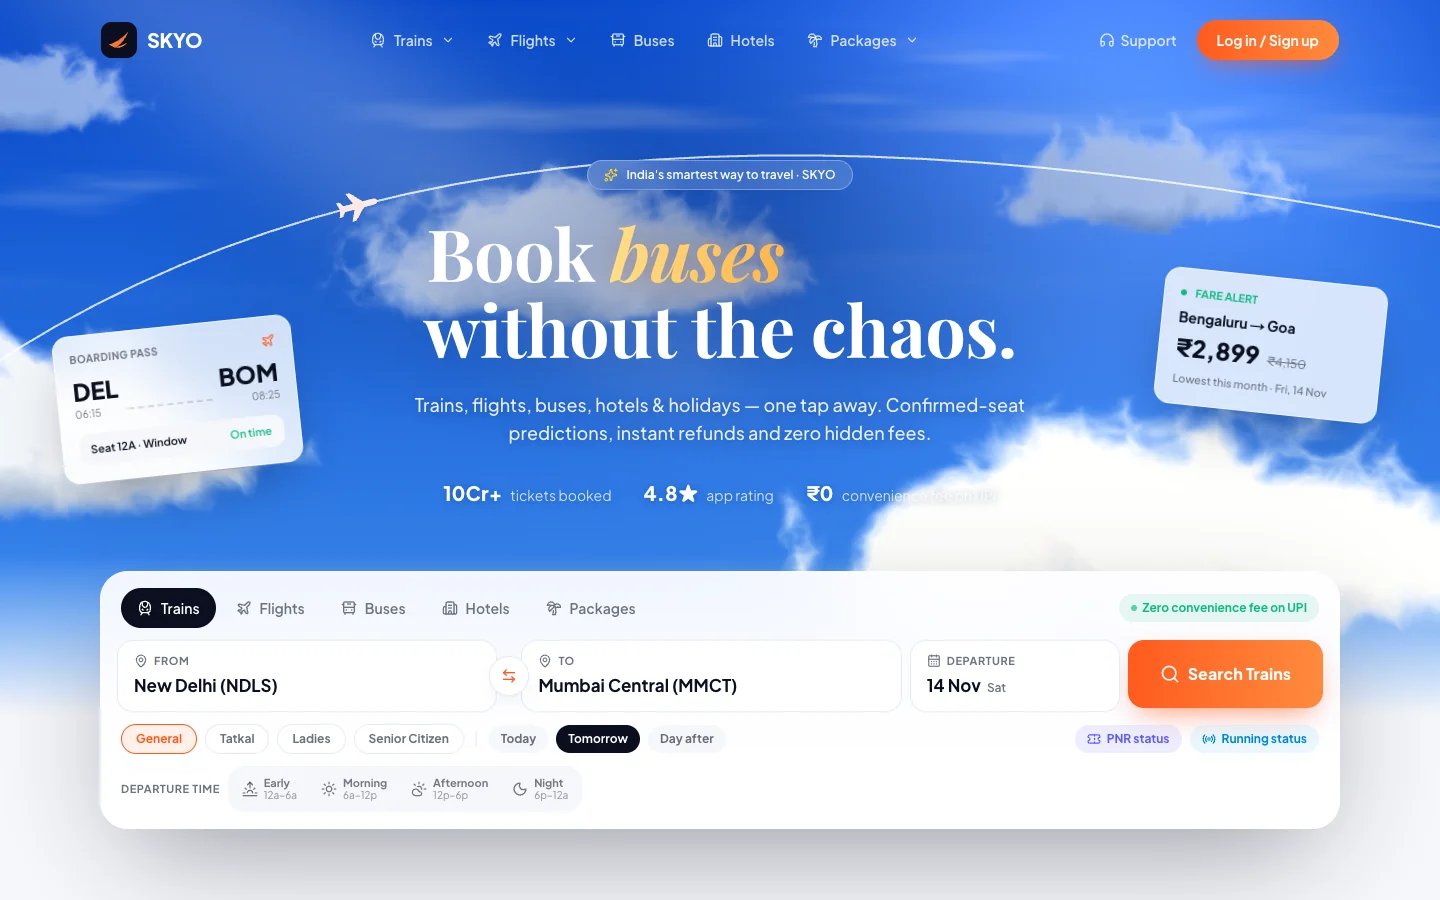 SKYO
Trains
Flights
Buses
Hotels
Packages
Support
Log in / Sign up
India's smartest way to travel · SKYO
Book buses
without the chaos.
Trains, flights, buses, hotels & holidays — one tap away. Confirmed-seat
predictions, instant refunds and zero hidden fees.
10Cr+ tickets booked
4.8★ app rating
₹0 convenience
BOARDING PASS
DEL
BOM
06:15
08:25
Seat 12A · Window
On time
FARE ALERT
Bengaluru → Goa
₹2,899 ₹4,150
Lowest this month · Fri, 14 Nov
Trains
Flights
Buses
Hotels
Packages
Zero convenience fee on UPI
FROM
New Delhi (NDLS)
TO
Mumbai Central (MMCT)
DEPARTURE
14 Nov Sat
Search Trains
General
Tatkal
Ladies
Senior Citizen
Today
Tomorrow
Day after
PNR status
Running status
DEPARTURE TIME
Early
12a–6a
Morning
6a–12p
Afternoon
12p–6p
Night
6p–12a